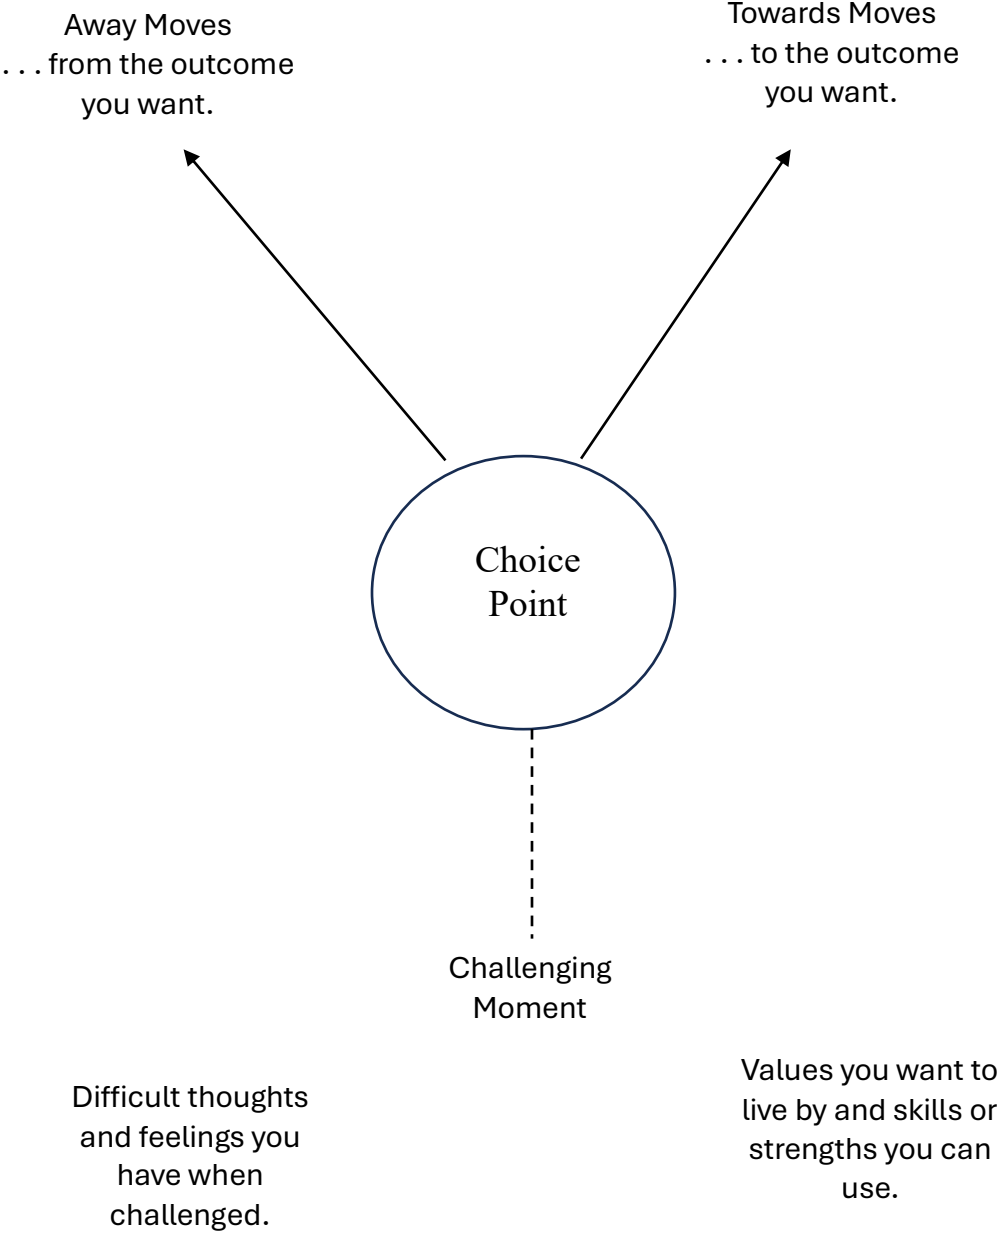 Away Moves
. . . from the outcome
you want.
Towards Moves
. . . to the outcome
you want.
Choice
Point
Challenging
Moment
Difficult thoughts
and feelings you
have when
challenged.
Values you want to
live by and skills or
strengths you can
use.